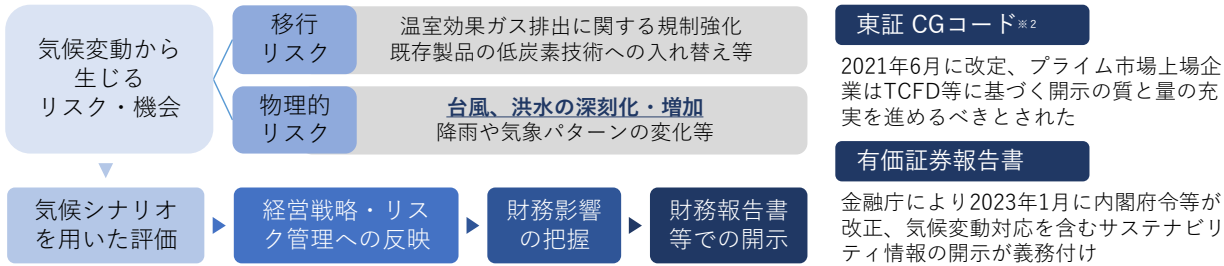 気候変動から
生じる
リスク・機会
移行
リスク
温室効果ガス排出に関する規制強化
既存製品の低炭素技術への入れ替え等
物理的
リスク
台風、洪水の深刻化・増加
降雨や気象パターンの変化等
気候シナリオ
を用いた評価
経営戦略・リス
ク管理への反映
財務影響
の把握
財務報告書
等での開示
東証 CGコード※2
2021年6月に改定、プライム市場上場企
業はTCFD等に基づく開示の質と量の充
実を進めるべきとされた
有価証券報告書
金融庁により2023年1月に内閣府令等が
改正、気候変動対応を含むサステナビリ
ティ情報の開示が義務付け